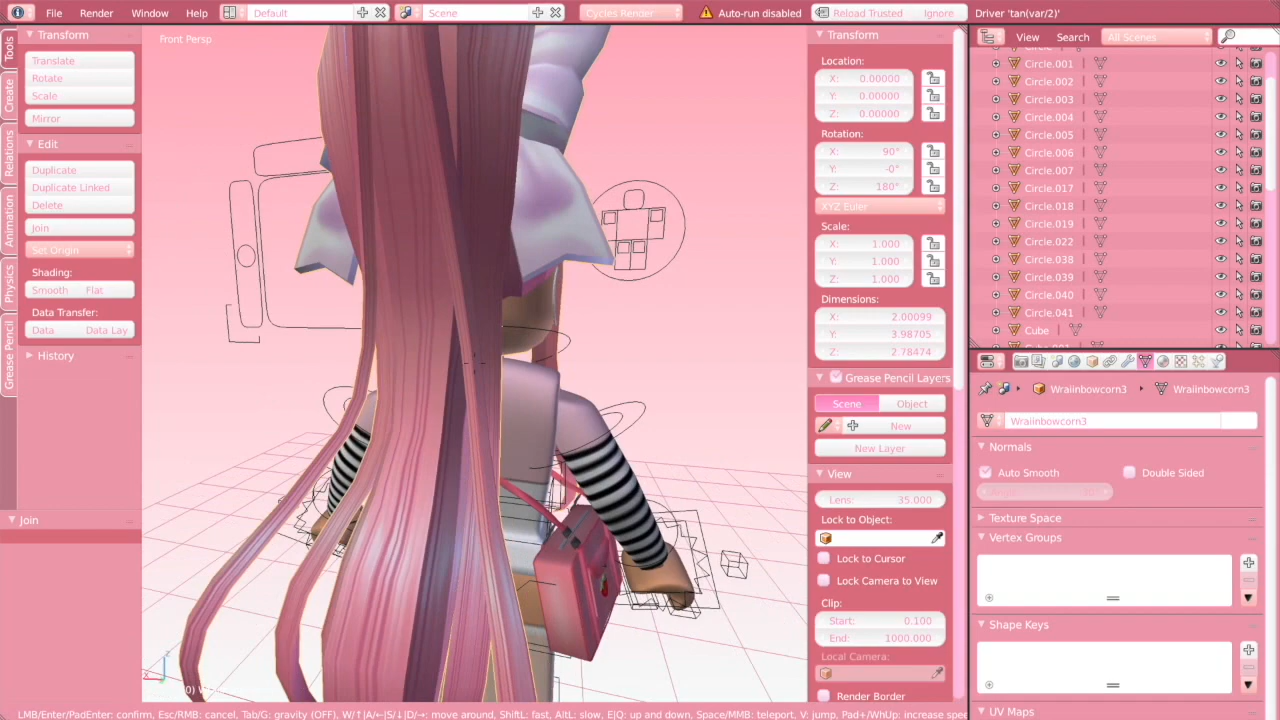 File
Render
Window
Help
Default
Scene
Cycles Render
Auto-run disabled
Reload Trusted
Ignore
Driver 'tan(var/2)'
Tools
Create
Relations
Animation
Physics
Grease Pencil
Transform
Translate
Rotate
Scale
Mirror
Edit
Duplicate
Duplicate Linked
Delete
Join
Set Origin
Shading:
Smooth Flat
Data Transfer:
Data Data Lay
History
Join
Front Persp
Transform
Location:
X: 0.00000
Y: 0.00000
Z: 0.00000
Rotation:
X: 90°
Y: -0°
Z: 180°
XYZ Euler
Scale:
X: 1.000
Y: 1.000
Z: 1.000
Dimensions:
X: 2.00099
Y: 3.98705
Z: 2.78474
Grease Pencil Layers
Scene Object
New
New Layer
View
Lens: 35.000
Lock to Object:
Lock to Cursor
Lock Camera to View
Clip:
Start: 0.100
End: 1000.000
Local Camera:
Render Border
View
Search
All Scenes
Circle
Circle.001
Circle.002
Circle.003
Circle.004
Circle.005
Circle.006
Circle.007
Circle.017
Circle.018
Circle.019
Circle.022
Circle.038
Circle.039
Circle.040
Circle.041
Cube
Cube.001
Wraiinbowcorn3
Wraiinbowcorn3
Wraiinbowcorn3
Normals
Auto Smooth
Double Sided
Texture Space
Vertex Groups
Shape Keys
UV Maps
LMB/Enter/PadEnter: confirm, Esc/RMB: cancel, Tab/G: gravity (OFF), W/↑|A/←|S/↓|D/→: move around, ShiftL: fast, AltL: slow, E|Q: up and down, Space/MMB: teleport, V: jump, Pad+/WhUp: increase spee